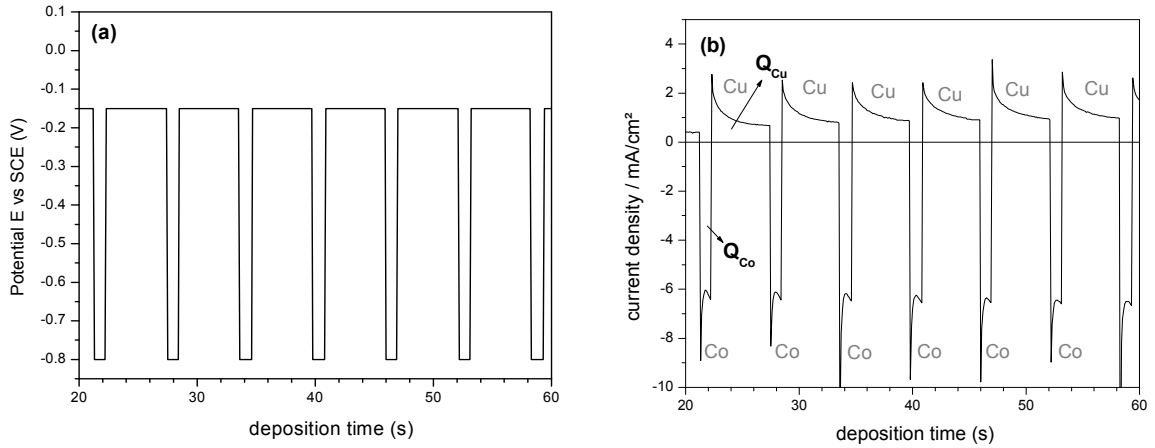 (a)
0.1
0.0
-0.1
-0.2
-0.3
-0.4
-0.5
-0.6
-0.7
-0.8
Potential E vs SCE (V)
20 30 40 50 60
deposition time (s)
(b)
4
2
0
-2
-4
-6
-8
-10
current density / mA/cm²
Q_Cu
Cu Cu Cu Cu Cu Cu
Q_Co
Co Co Co Co Co Co
20 30 40 50 60
deposition time (s)